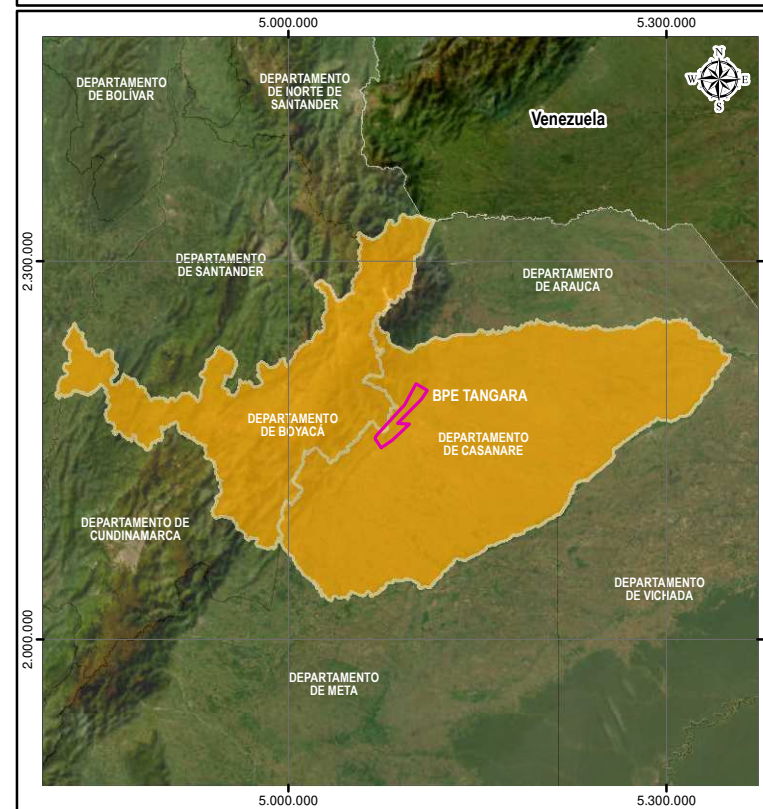 5.000.000
5.300.000
DEPARTAMENTO
DE BOLÍVAR
DEPARTAMENTO
DE NORTE DE
SANTANDER
N
W
E
S
Venezuela
2.300.000
DEPARTAMENTO
DE SANTANDER
DEPARTAMENTO
DE ARAUCA
BPE TANGARA
DEPARTAMENTO
DE BOYACÁ
DEPARTAMENTO
DE CASANARE
DEPARTAMENTO DE
CUNDINAMARCA
DEPARTAMENTO
DE VICHADA
2.000.000
DEPARTAMENTO
DE META
5.000.000
5.300.000